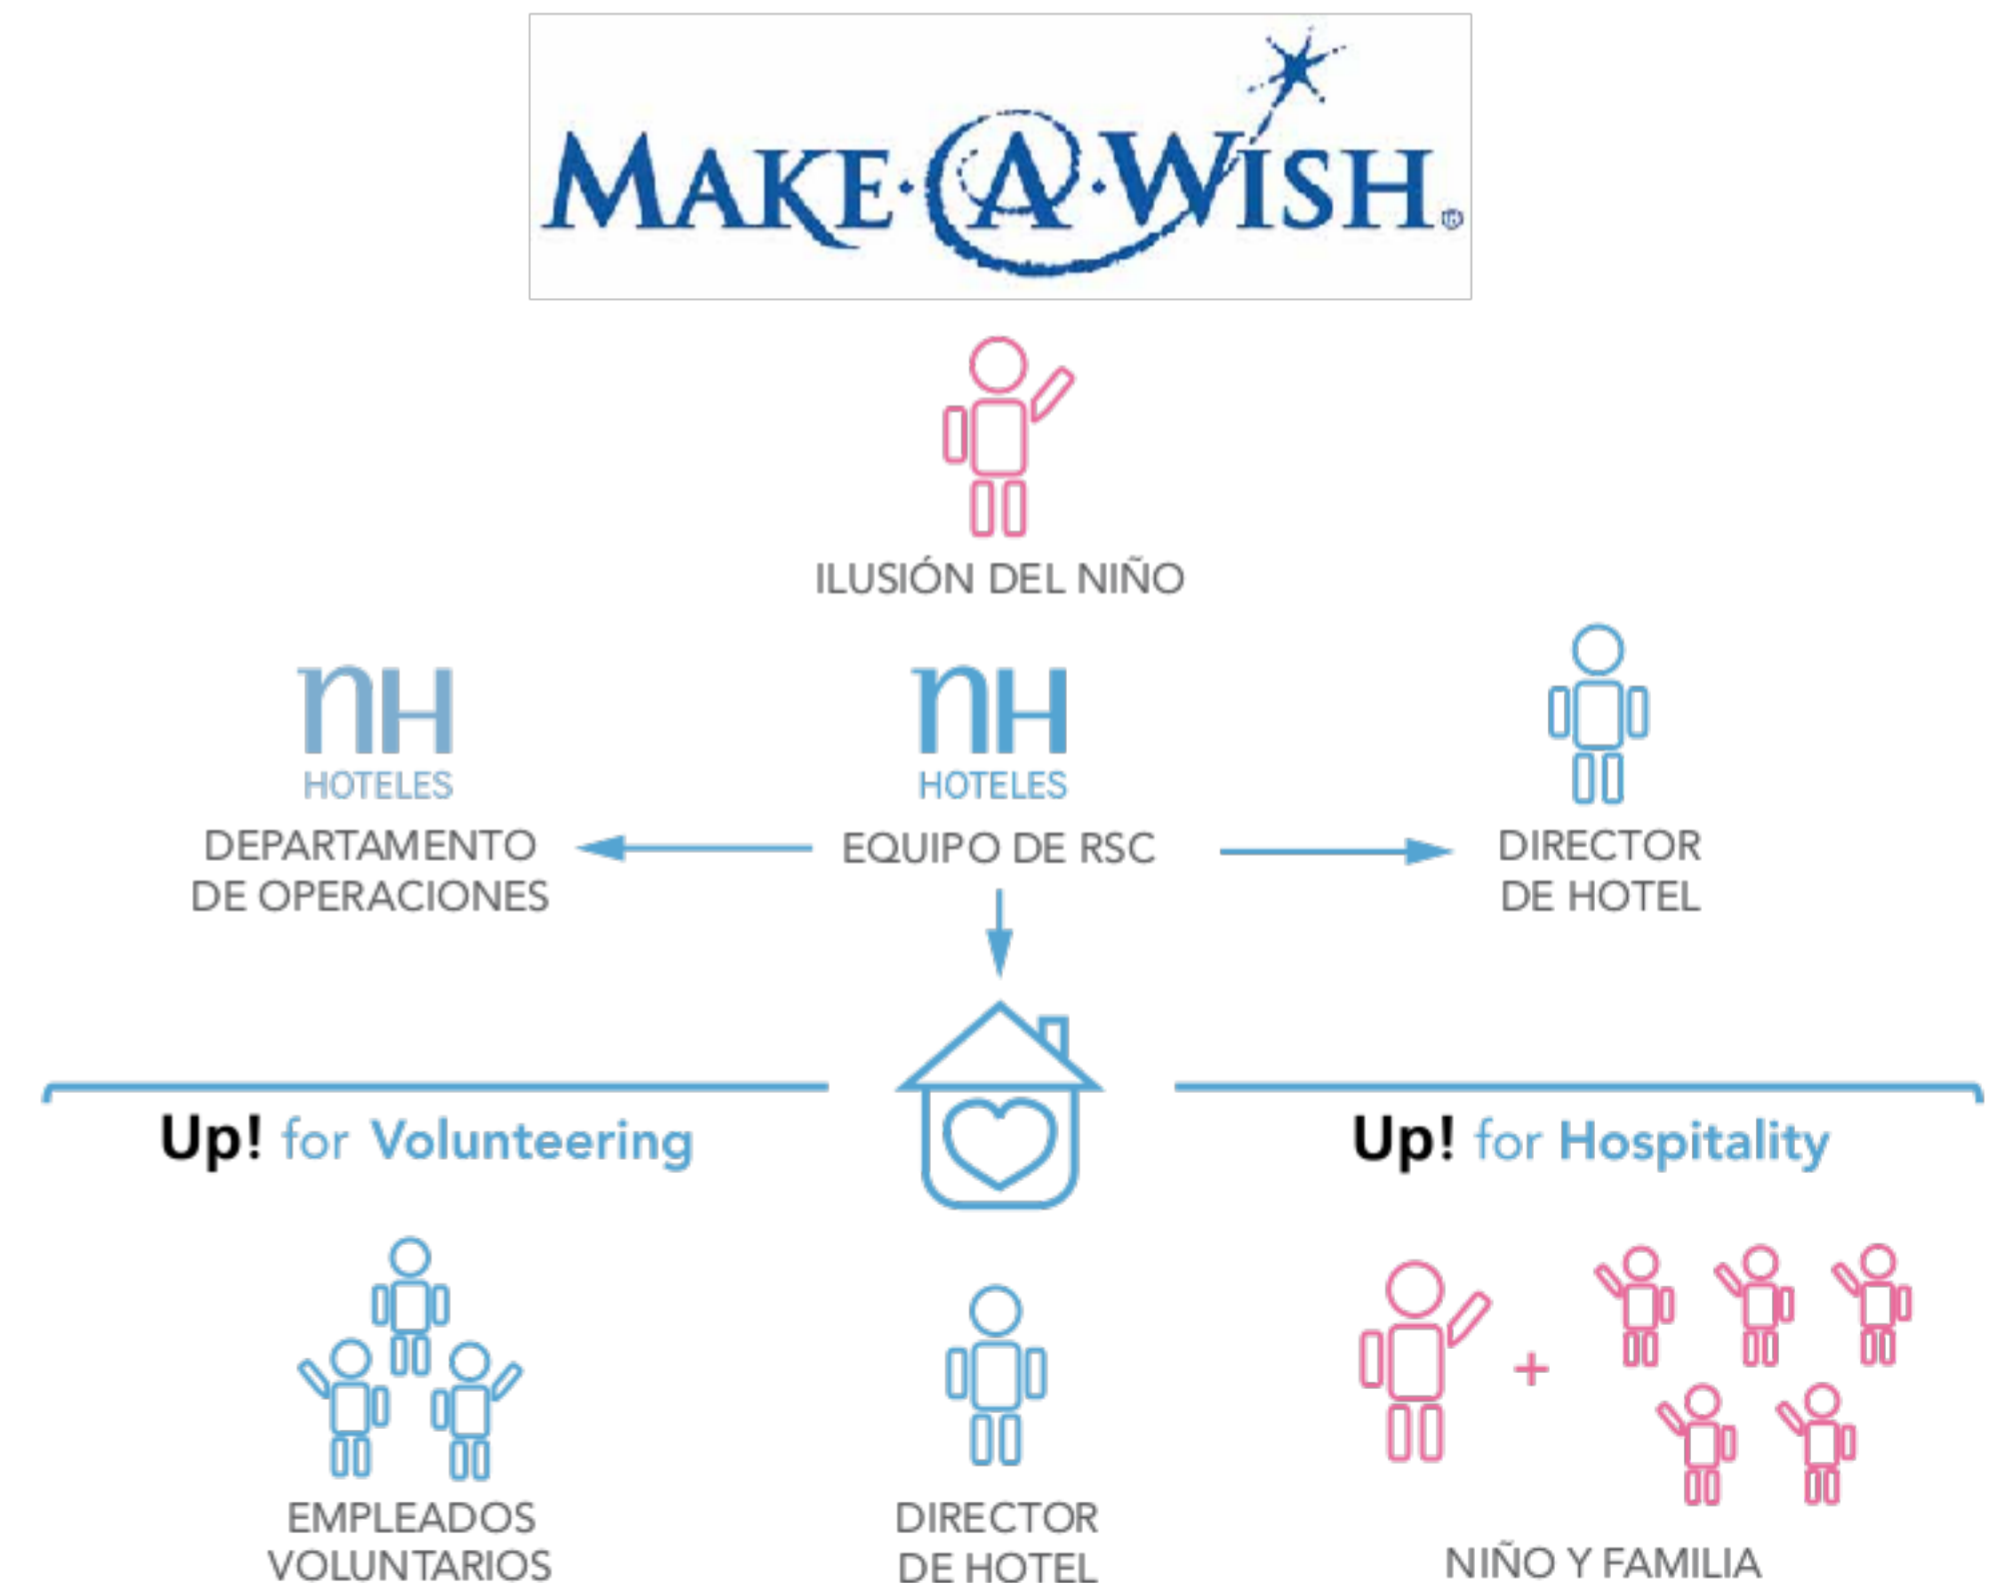 MAKE·A·WISH®
ILUSIÓN DEL NIÑO
nH
HOTELES
DEPARTAMENTO
DE OPERACIONES
nH
HOTELES
EQUIPO DE RSC
DIRECTOR
DE HOTEL
Up! for Volunteering
Up! for Hospitality
EMPLEADOS
VOLUNTARIOS
DIRECTOR
DE HOTEL
+
NIÑO Y FAMILIA